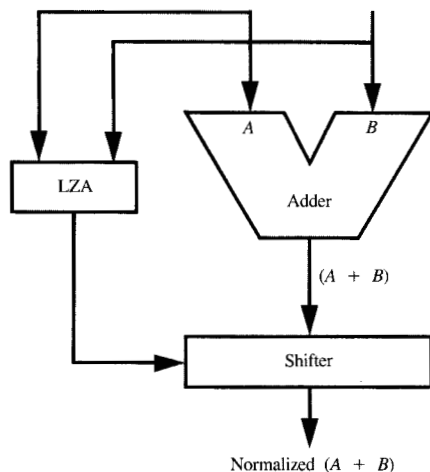 A
B
LZA
Adder
(A + B)
Shifter
Normalized (A + B)